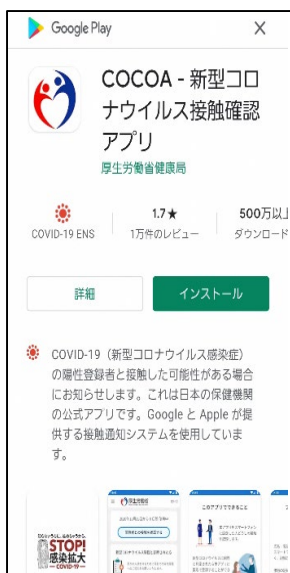 Google Play
COCOA - 新型コロ
ナウイルス接触確認
アプリ
厚生労働省健康局
COVID-19 ENS
1.7★
1万件のレビュー
500万以上
ダウンロード
詳細
インストール
COVID-19（新型コロナウイルス感染症）
の陽性登録者と接触した可能性がある場合
にお知らせします。これは日本の保健機関
の公式アプリです。Google と Apple が提
供する接触通知システムを使用していま
す。
STOP!
感染拡大
COVID-19
このアプリでできること